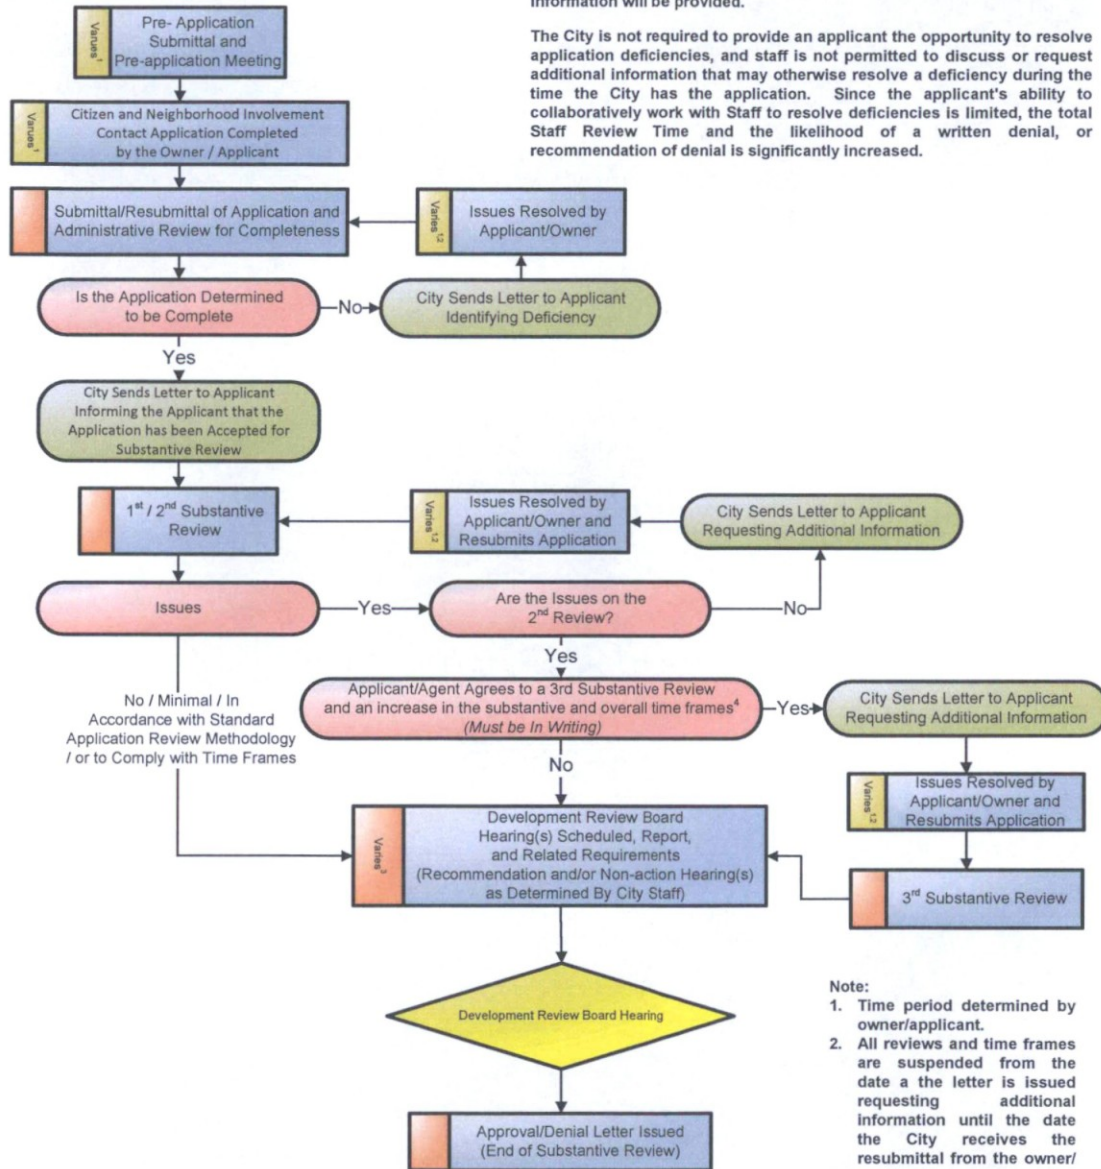 Information will be provided.
The City is not required to provide an applicant the opportunity to resolve
application deficiencies, and staff is not permitted to discuss or request
additional information that may otherwise resolve a deficiency during the
time the City has the application. Since the applicant's ability to
collaboratively work with Staff to resolve deficiencies is limited, the total
Staff Review Time and the likelihood of a written denial, or
recommendation of denial is significantly increased.
Varues¹
Pre- Application
Submittal and
Pre-application Meeting
Varues¹
Citizen and Neighborhood Involvement
Contact Application Completed
by the Owner / Applicant
Submittal/Resubmittal of Application and
Administrative Review for Completeness
Varies¹,²
Issues Resolved by
Applicant/Owner
Is the Application Determined
to be Complete
No
City Sends Letter to Applicant
Identifying Deficiency
Yes
City Sends Letter to Applicant
Informing the Applicant that the
Application has been Accepted for
Substantive Review
1st / 2nd Substantive
Review
Varies¹,²
Issues Resolved by
Applicant/Owner and
Resubmits Application
City Sends Letter to Applicant
Requesting Additional Information
Issues
Yes
Are the Issues on the
2nd Review?
No
Yes
No / Minimal / In
Accordance with Standard
Application Review Methodology
/ or to Comply with Time Frames
Applicant/Agent Agrees to a 3rd Substantive Review
and an increase in the substantive and overall time frames⁴
(Must be In Writing)
Yes
City Sends Letter to Applicant
Requesting Additional Information
No
Varies¹,²
Issues Resolved by
Applicant/Owner and
Resubmits Application
Varies³
Development Review Board
Hearing(s) Scheduled, Report,
and Related Requirements
(Recommendation and/or Non-action Hearing(s)
as Determined By City Staff)
3rd Substantive Review
Development Review Board Hearing
Note:
1. Time period determined by
owner/applicant.
2. All reviews and time frames
are suspended from the
date a the letter is issued
requesting additional
information until the date
the City receives the
resubmittal from the owner/
Approval/Denial Letter Issued
(End of Substantive Review)